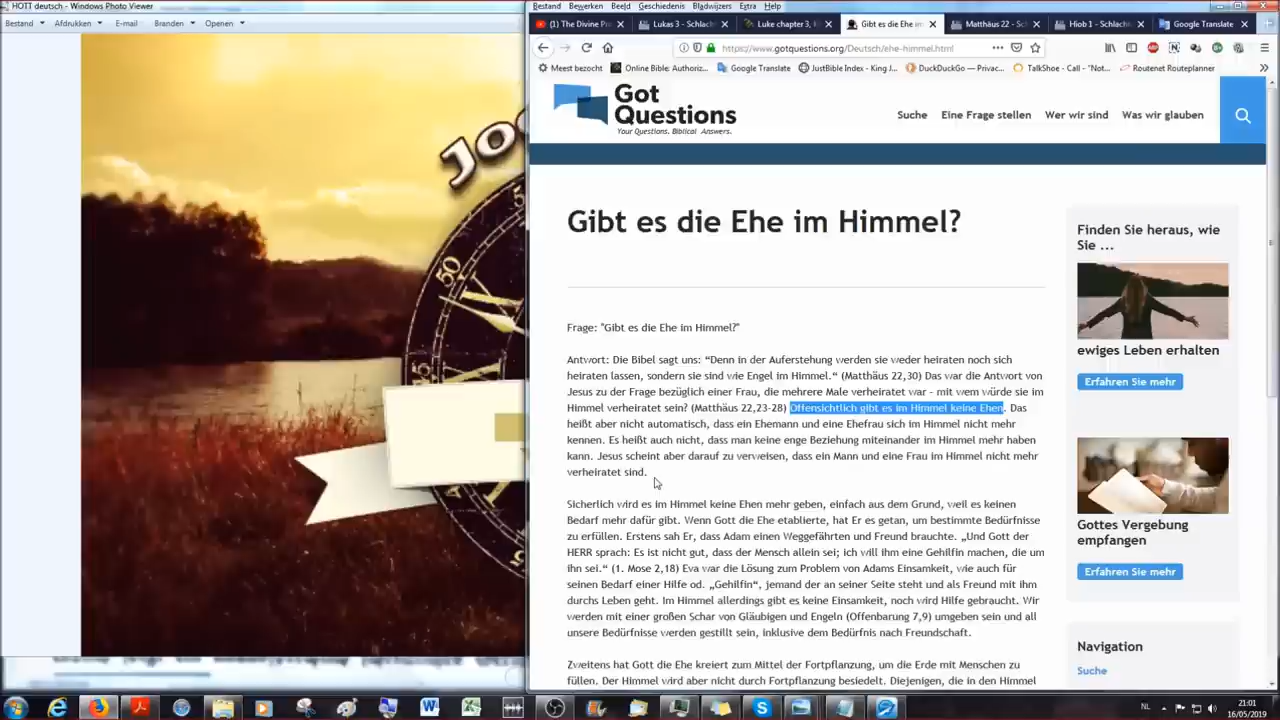 HOTT deutsch - Windows Photo Viewer
Bestand Afdrukken E-mail Branden Openen
Bestand Bewerken Beeld Geschiedenis Bladwijzers Extra Help
(1) The Divine Pr
Lukas 3 - Schlach
Luke chapter 3, k
Gibt es die Ehe im
Matthäus 22 - Sc
Hiob 1 - Schlacht
Google Translate
https://www.gotquestions.org/Deutsch/ehe-himmel.html
Meest bezocht
Online Bible: Authoriz...
Google Translate
JustBible Index - King J...
DuckDuckGo — Privac...
TalkShoe - Call - "Not...
Routenet Routeplanner
Got
Questions
Your Questions. Biblical Answers.
Suche Eine Frage stellen Wer wir sind Was wir glauben
Gibt es die Ehe im Himmel?
Frage: "Gibt es die Ehe im Himmel?"
Antwort: Die Bibel sagt uns: “Denn in der Auferstehung werden sie weder heiraten noch sich
heiraten lassen, sondern sie sind wie Engel im Himmel.“ (Matthäus 22,30) Das war die Antwort von
Jesus zu der Frage bezüglich einer Frau, die mehrere Male verheiratet war – mit wem würde sie im
Himmel verheiratet sein? (Matthäus 22,23-28) Offensichtlich gibt es im Himmel keine Ehen. Das
heißt aber nicht automatisch, dass ein Ehemann und eine Ehefrau sich im Himmel nicht mehr
kennen. Es heißt auch nicht, dass man keine enge Beziehung miteinander im Himmel mehr haben
kann. Jesus scheint aber darauf zu verweisen, dass ein Mann und eine Frau im Himmel nicht mehr
verheiratet sind.
Sicherlich wird es im Himmel keine Ehen mehr geben, einfach aus dem Grund, weil es keinen
Bedarf mehr dafür gibt. Wenn Gott die Ehe etablierte, hat Er es getan, um bestimmte Bedürfnisse
zu erfüllen. Erstens sah Er, dass Adam einen Weggefährten und Freund brauchte. „Und Gott der
HERR sprach: Es ist nicht gut, dass der Mensch allein sei; ich will ihm eine Gehilfin machen, die um
ihn sei.“ (1. Mose 2,18) Eva war die Lösung zum Problem von Adams Einsamkeit, wie auch für
seinen Bedarf einer Hilfe od. „Gehilfin“, jemand der an seiner Seite steht und als Freund mit ihm
durchs Leben geht. Im Himmel allerdings gibt es keine Einsamkeit, noch wird Hilfe gebraucht. Wir
werden mit einer großen Schar von Gläubigen und Engeln (Offenbarung 7,9) umgeben sein und all
unsere Bedürfnisse werden gestillt sein, inklusive dem Bedürfnis nach Freundschaft.
Zweitens hat Gott die Ehe kreiert zum Mittel der Fortpflanzung, um die Erde mit Menschen zu
füllen. Der Himmel wird aber nicht durch Fortpflanzung besiedelt. Diejenigen, die in den Himmel
Finden Sie heraus, wie
Sie ...
ewiges Leben erhalten
Erfahren Sie mehr
Gottes Vergebung
empfangen
Erfahren Sie mehr
Navigation
Suche
Joo
50
NL
21:01
16/05/2019